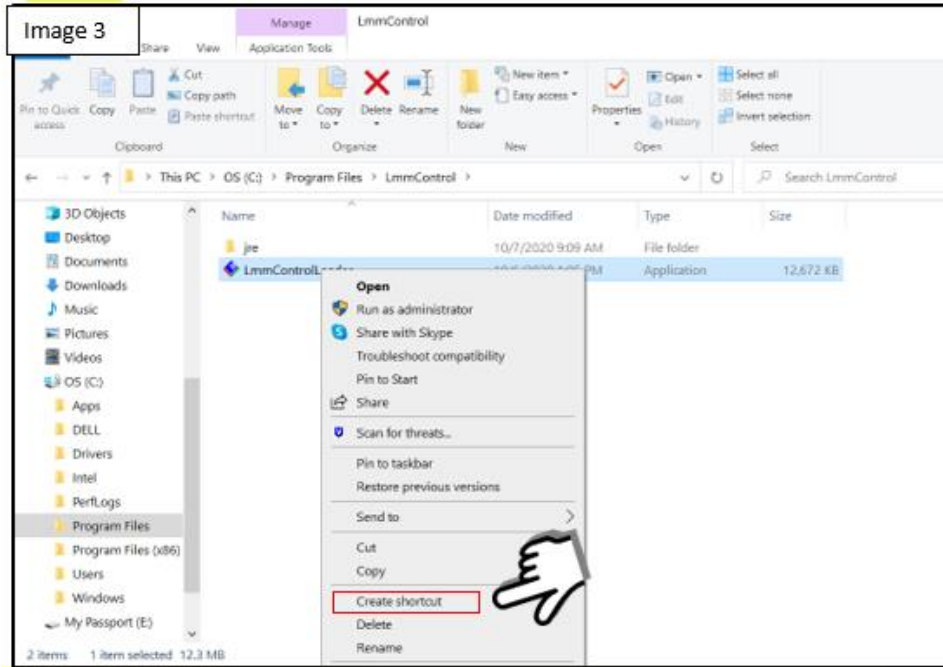 Image 3
Manage LmmControl
Share View Application Tools
Pin to Quick access
Copy
Paste
Cut
Copy path
Paste shortcut
Clipboard
Move to
Copy to
Delete
Rename
Organize
New folder
New item
Easy access
New
Properties
Open
Edit
History
Open
Select all
Select none
Invert selection
Select
> This PC > OS (C:) > Program Files > LmmControl >
Search LmmControl
Name Date modified Type Size
jre 10/7/2020 9:09 AM File folder
LmmControlLoader PM Application 12,672 KB
3D Objects
Desktop
Documents
Downloads
Music
Pictures
Videos
OS (C:)
Apps
DELL
Drivers
Intel
PerfLogs
Program Files
Program Files (x86)
Users
Windows
My Passport (E:)
Open
Run as administrator
Share with Skype
Troubleshoot compatibility
Pin to Start
Share
Scan for threats...
Pin to taskbar
Restore previous versions
Send to
Cut
Copy
Create shortcut
Delete
Rename
2 items 1 item selected 12.3 MB